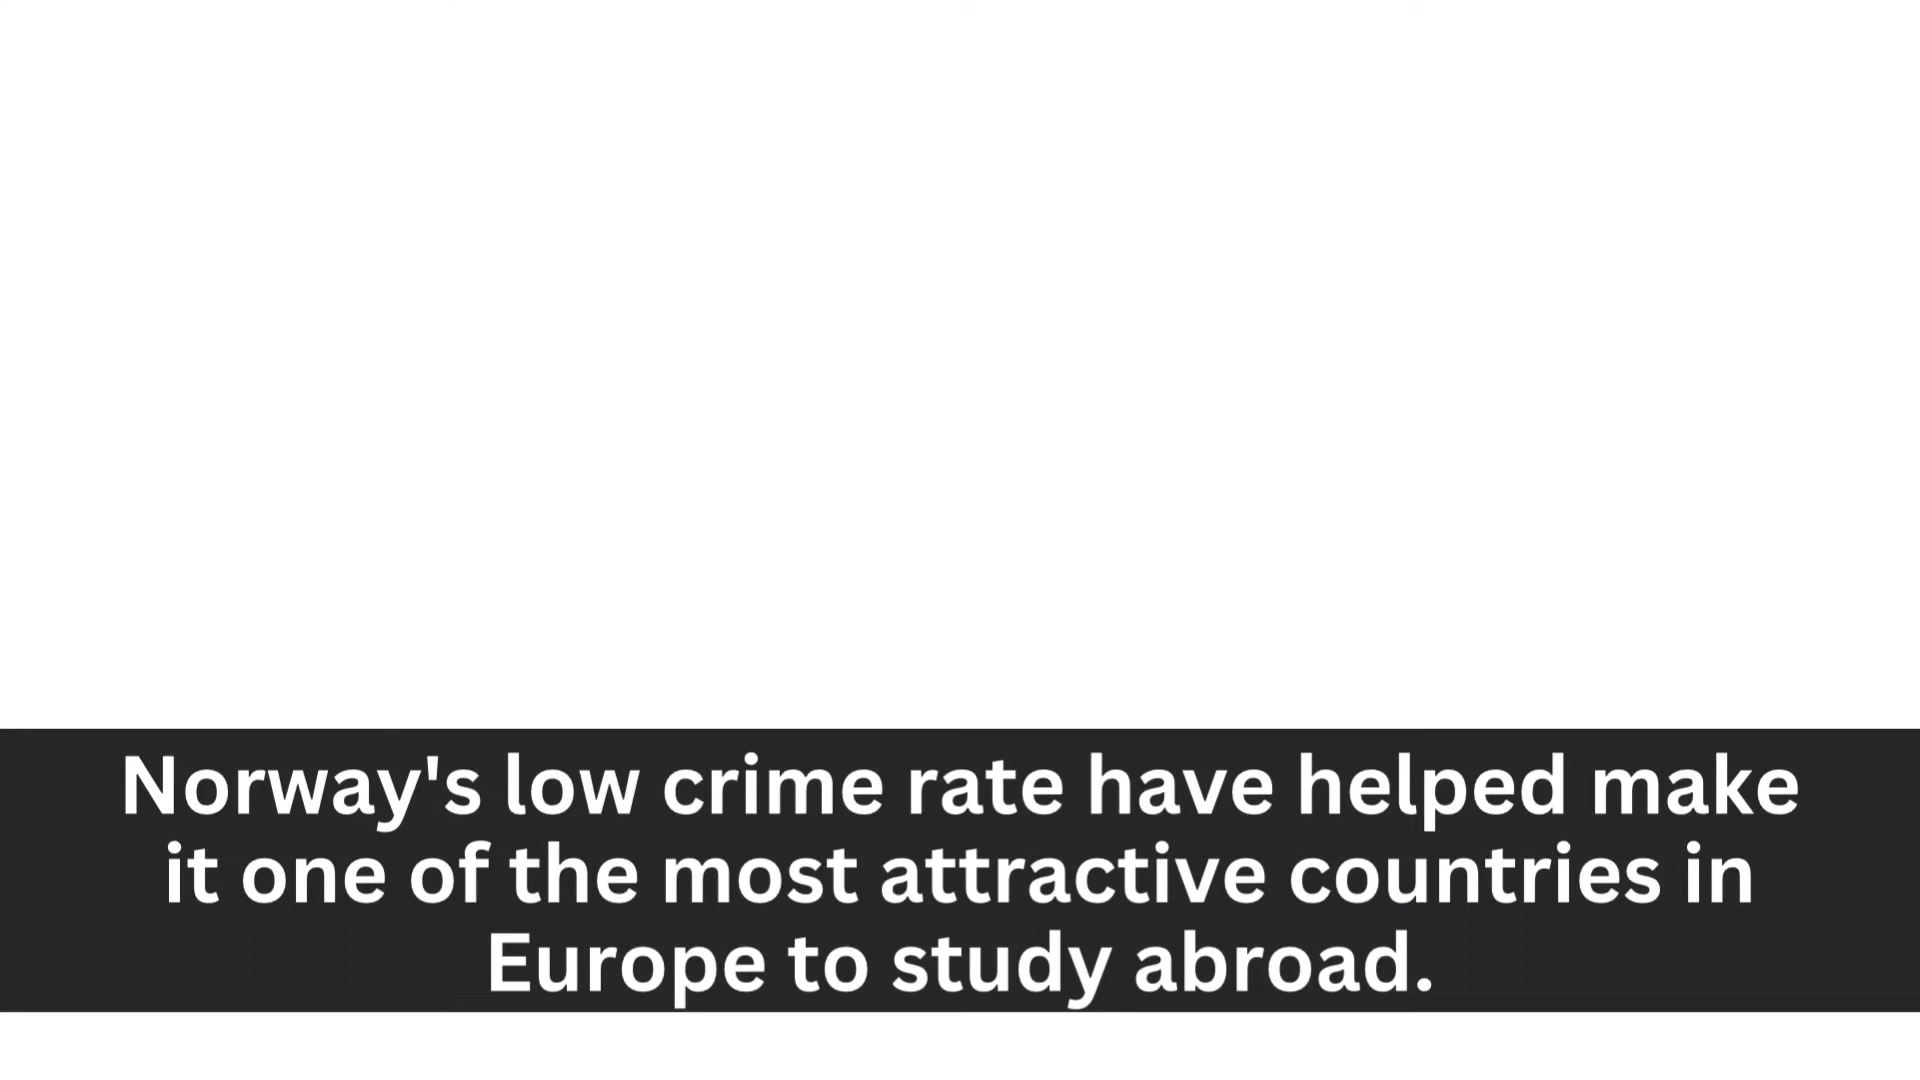 Norway's low crime rate have helped make
it one of the most attractive countries in
Europe to study abroad.